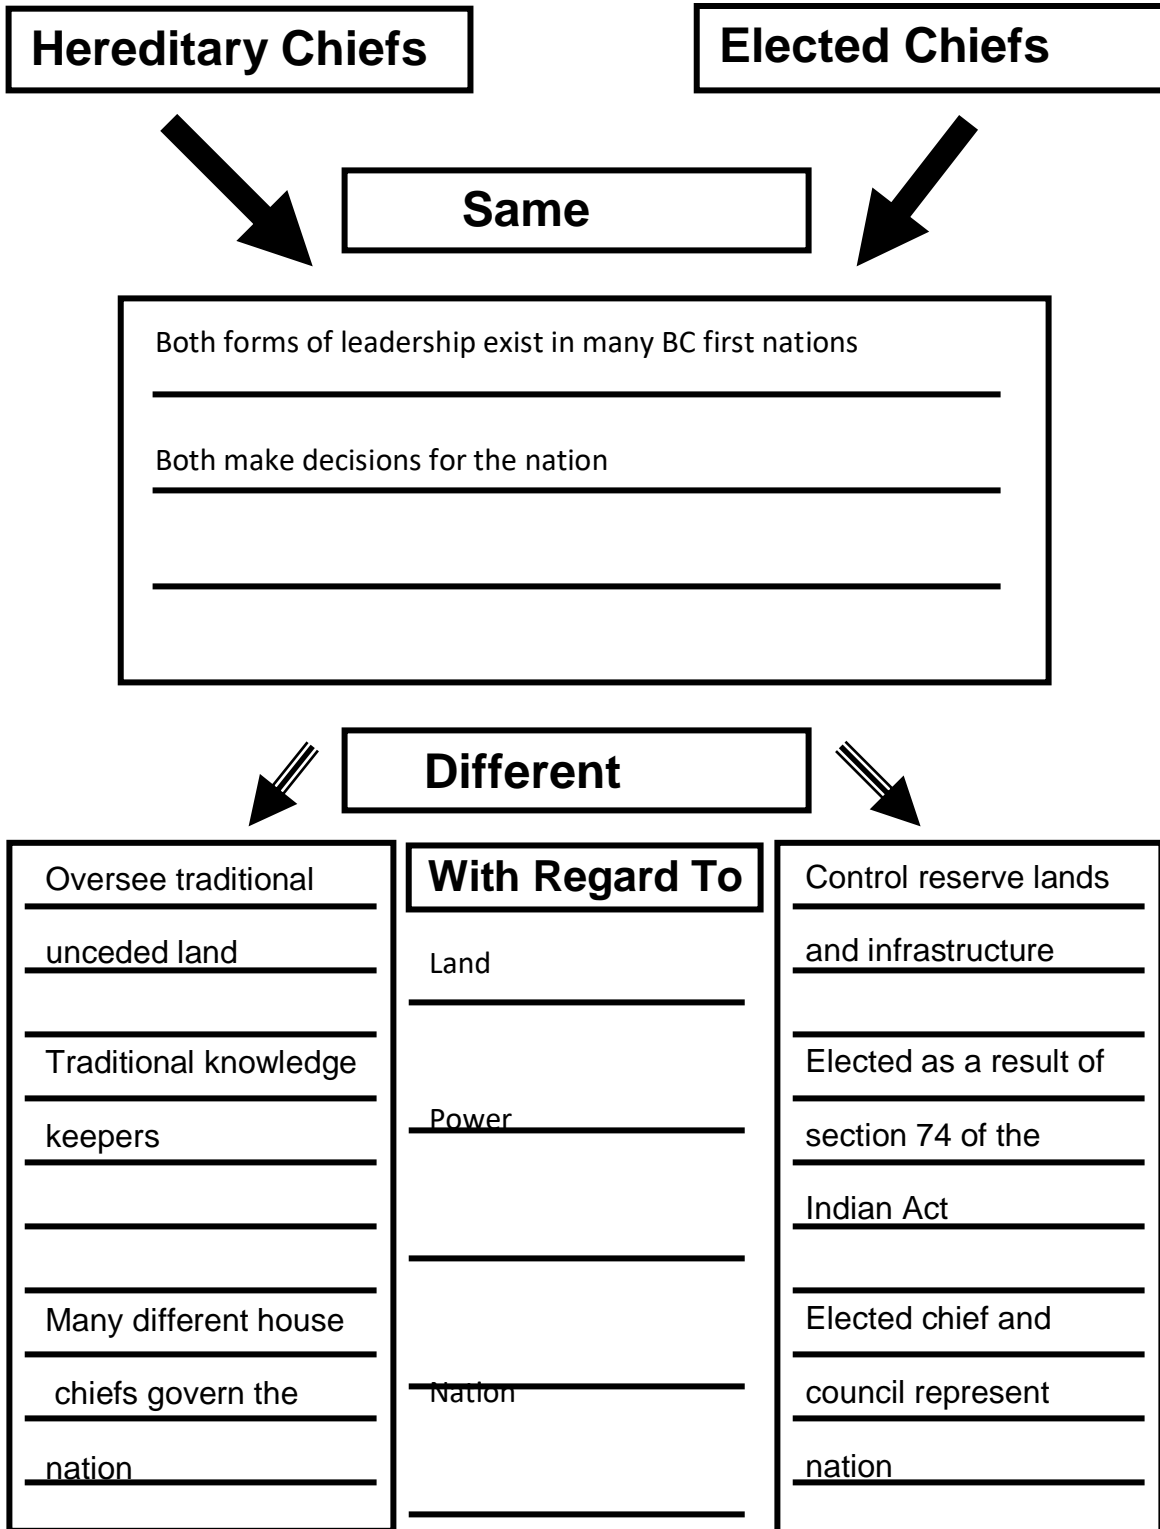 Hereditary Chiefs
Elected Chiefs
Same
Both forms of leadership exist in many BC first nations
Both make decisions for the nation
Different
Oversee traditional
unceded land
Traditional knowledge
keepers
Many different house
chiefs govern the
nation
With Regard To
Land
Power
Nation
Control reserve lands
and infrastructure
Elected as a result of
section 74 of the
Indian Act
Elected chief and
council represent
nation